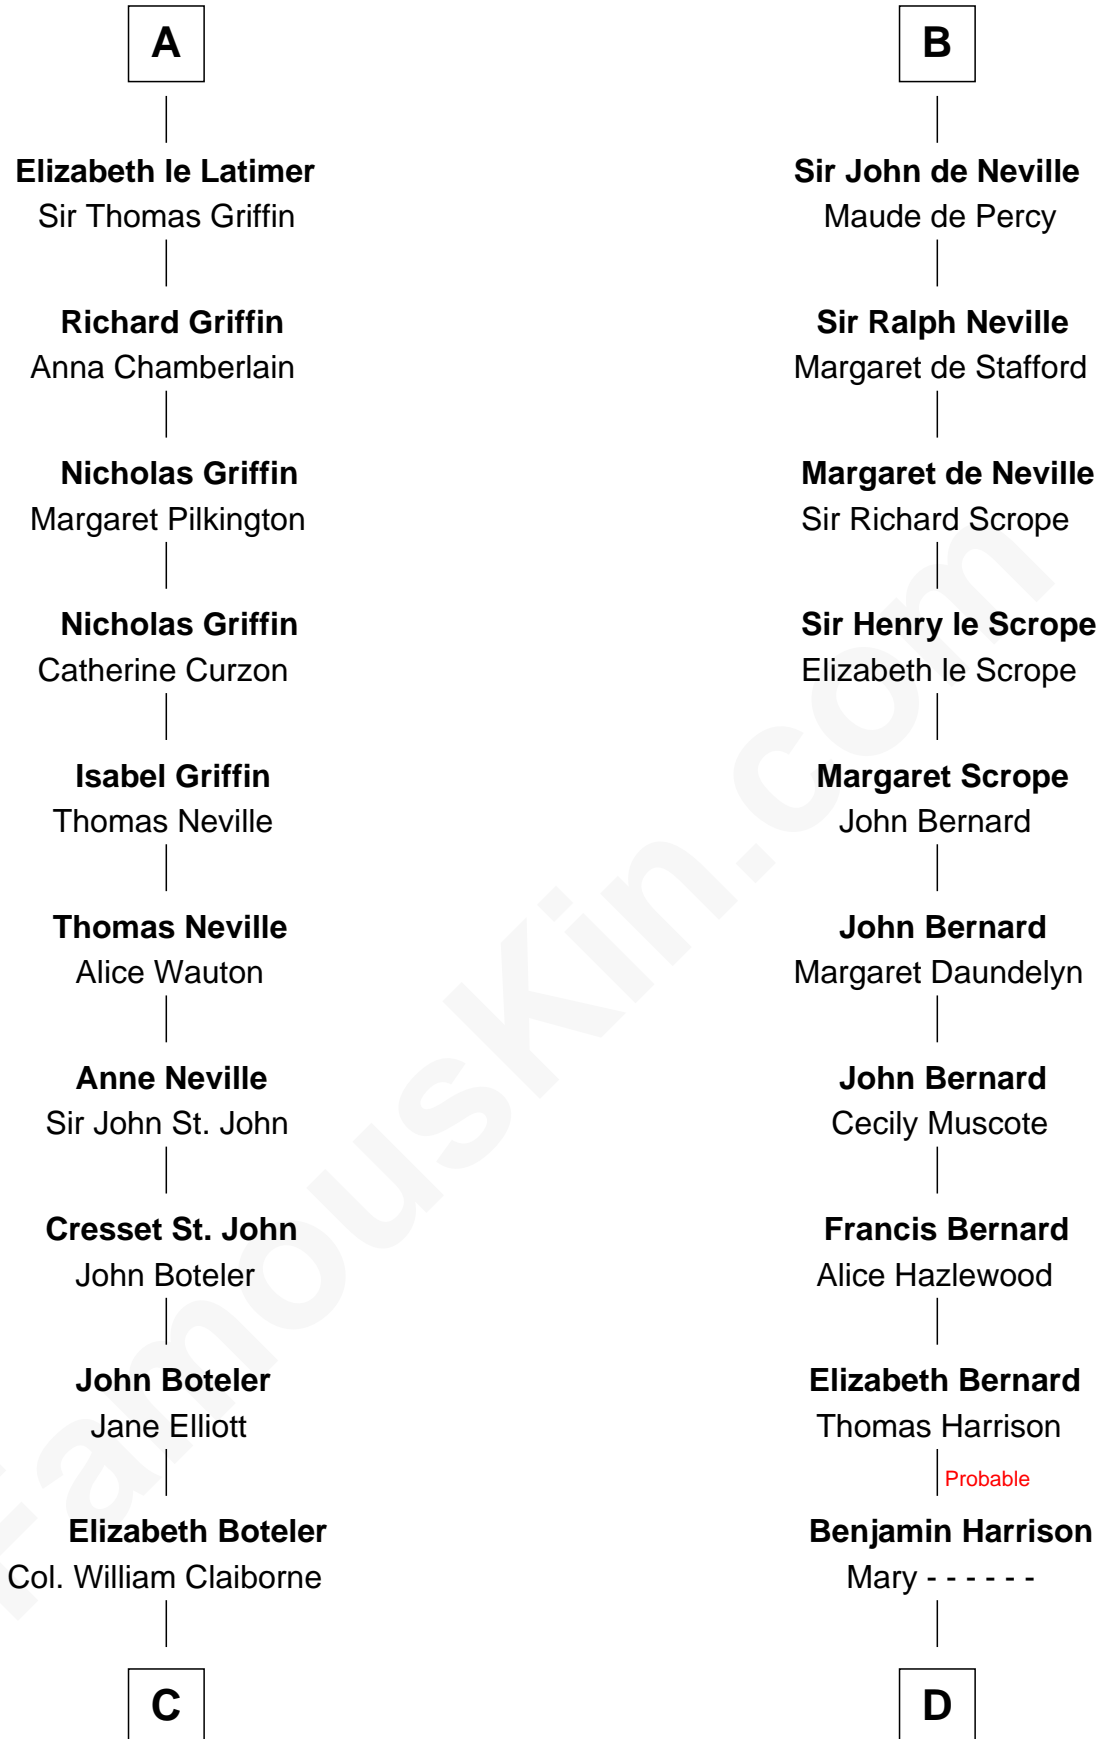 A
Elizabeth le Latimer
Sir Thomas Griffin
Richard Griffin
Anna Chamberlain
Nicholas Griffin
Margaret Pilkington
Nicholas Griffin
Catherine Curzon
Isabel Griffin
Thomas Neville
Thomas Neville
Alice Wauton
Anne Neville
Sir John St. John
Cresset St. John
John Boteler
John Boteler
Jane Elliott
Elizabeth Boteler
Col. William Claiborne
C
B
Sir John de Neville
Maude de Percy
Sir Ralph Neville
Margaret de Stafford
Margaret de Neville
Sir Richard Scrope
Sir Henry le Scrope
Elizabeth le Scrope
Margaret Scrope
John Bernard
John Bernard
Margaret Daundelyn
John Bernard
Cecily Muscote
Francis Bernard
Alice Hazlewood
Elizabeth Bernard
Thomas Harrison
Probable
Benjamin Harrison
Mary - - - - - -
D
FamousKin.com